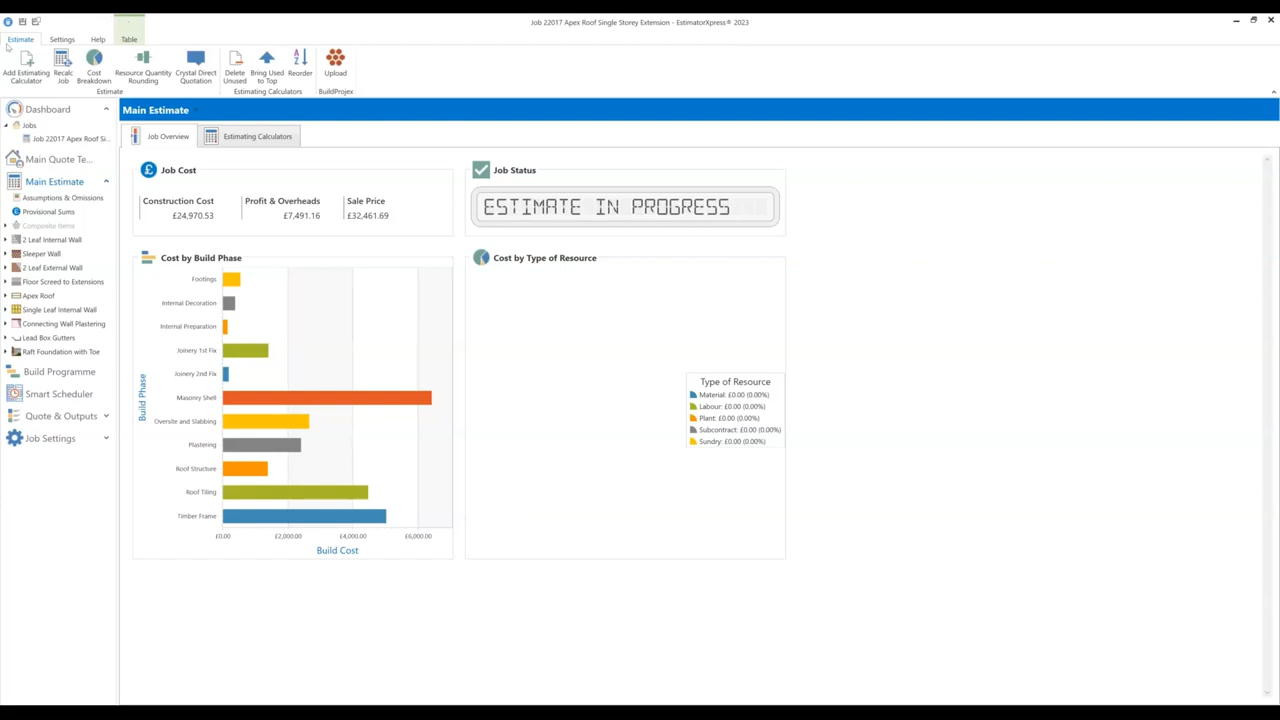 Job 22017 Apex Roof Single Storey Extension - EstimatorXpress ® 2023
Estimate
Settings
Help
Table
Add Estimating Calculator
Recalc Job
Cost Breakdown
Resource Quantity Rounding
Crystal Direct Quotation
Delete Unused
Bring Used to Top
Reorder
Upload
Estimate
Estimating Calculators
BuildProjex
Dashboard
Jobs
Job 22017 Apex Roof Si...
Main Quote Te...
Main Estimate
Assumptions & Omissions
Provisional Sums
Composite Items
2 Leaf Internal Wall
Sleeper Wall
2 Leaf External Wall
Floor Screed to Extensions
Apex Roof
Single Leaf Internal Wall
Connecting Wall Plastering
Lead Box Gutters
Raft Foundation with Toe
Build Programme
Smart Scheduler
Quote & Outputs
Job Settings
Main Estimate
Job Overview
Estimating Calculators
Job Cost
Construction Cost
£24,970.53
Profit & Overheads
£7,491.16
Sale Price
£32,461.69
Job Status
ESTIMATE IN PROGRESS
Cost by Build Phase
Footings
Internal Decoration
Internal Preparation
Joinery 1st Fix
Joinery 2nd Fix
Masonry Shell
Oversite and Slabbing
Plastering
Roof Structure
Roof Tiling
Timber Frame
Build Phase
£0.00
£2,000.00
£4,000.00
£6,000.00
Build Cost
Cost by Type of Resource
Type of Resource
Material: £0.00 (0.00%)
Labour: £0.00 (0.00%)
Plant: £0.00 (0.00%)
Subcontract: £0.00 (0.00%)
Sundry: £0.00 (0.00%)